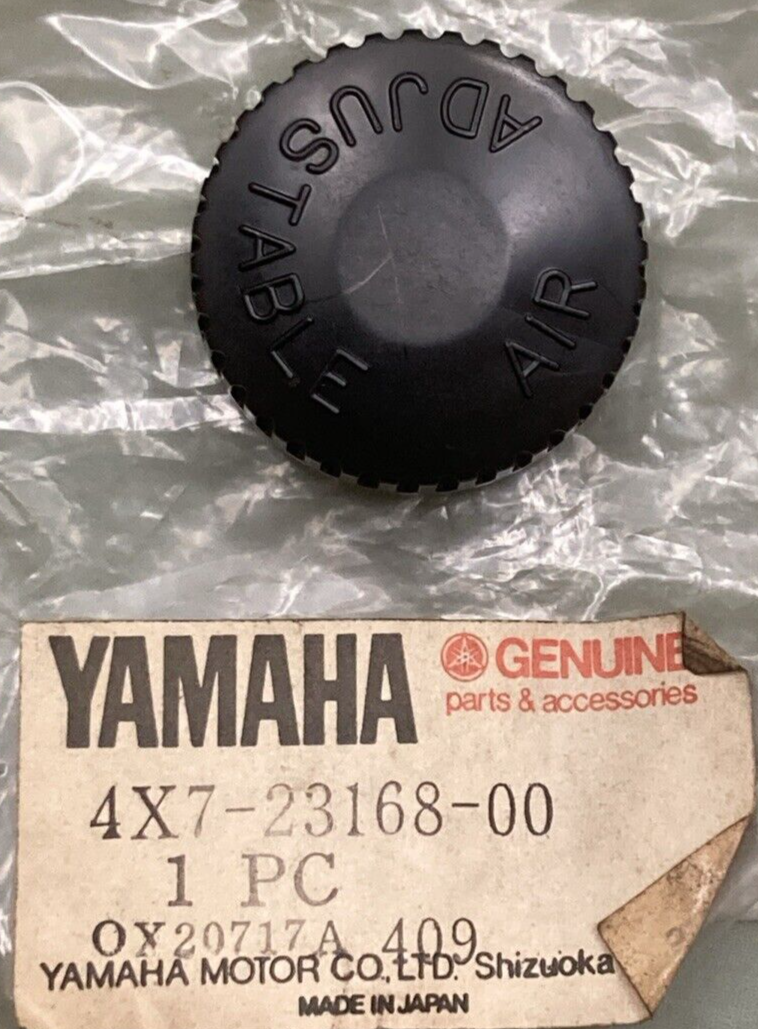 AIR ADJUSTABLE
YAMAHA
GENUINE
parts & accessories
4X7-23168-00
1 PC
OX20717A 409
YAMAHA MOTOR CO.,LTD. Shizuoka
MADE IN JAPAN